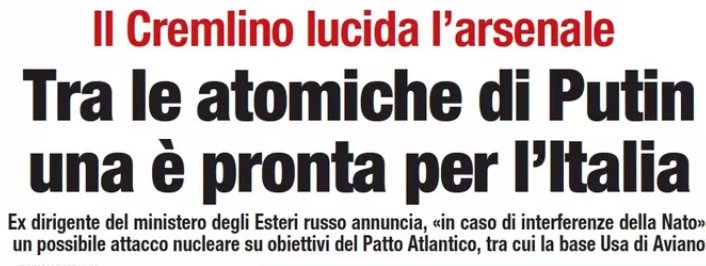 Il Cremlino lucida l'arsenale
Tra le atomiche di Putin
una è pronta per l'Italia
Ex dirigente del ministero degli Esteri russo annuncia, «in caso di interferenze della Nato»
un possibile attacco nucleare su obiettivi del Patto Atlantico, tra cui la base Usa di Aviano